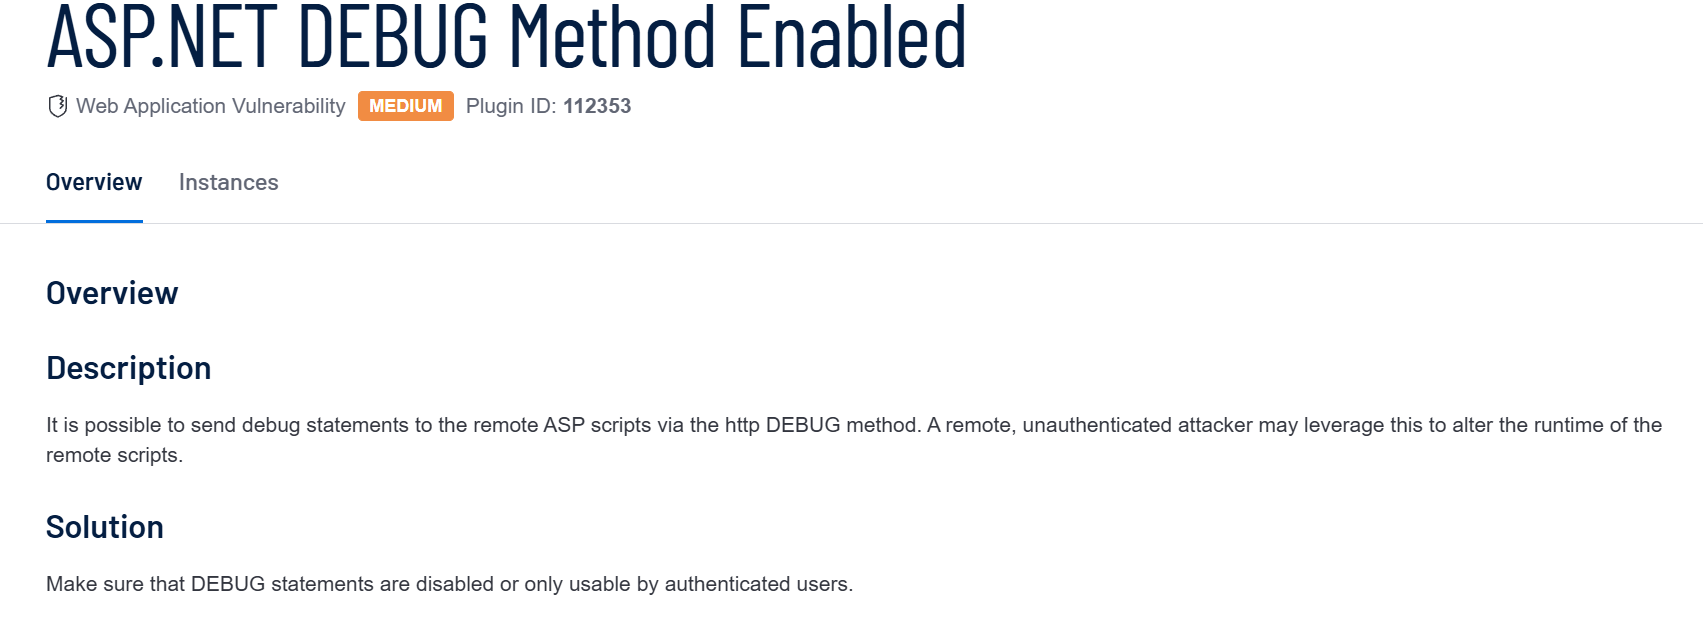 ASP.NET DEBUG Method Enabled
Web Application Vulnerability MEDIUM Plugin ID: 112353
Overview Instances
Overview
Description
It is possible to send debug statements to the remote ASP scripts via the http DEBUG method. A remote, unauthenticated attacker may leverage this to alter the runtime of the
remote scripts.
Solution
Make sure that DEBUG statements are disabled or only usable by authenticated users.